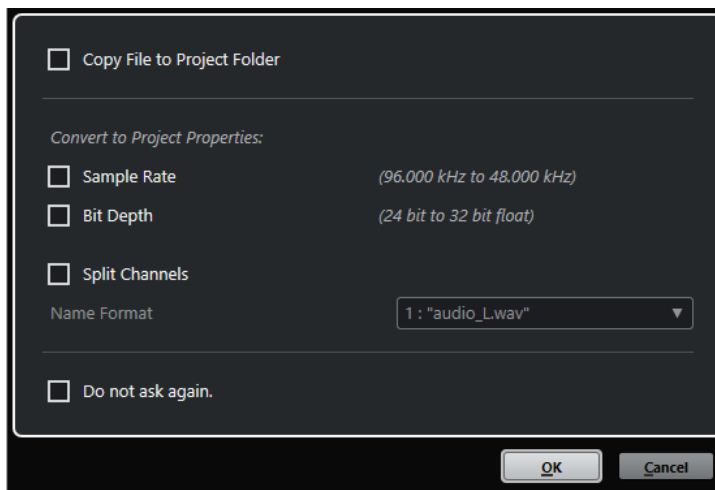 Copy File to Project Folder
Convert to Project Properties:
Sample Rate (96.000 kHz to 48.000 kHz)
Bit Depth (24 bit to 32 bit float)
Split Channels
Name Format 1 : "audio_L.wav"
Do not ask again.
OK Cancel